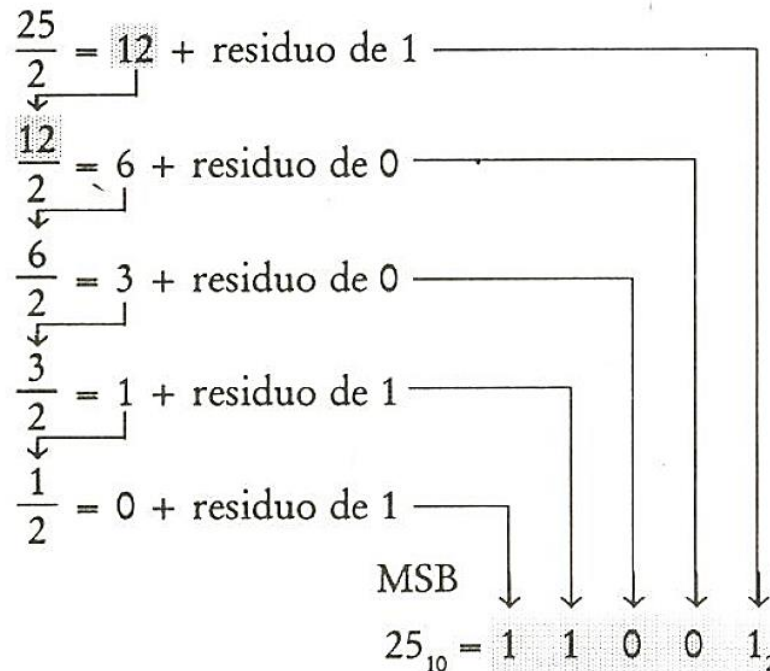 25/2 = 12 + residuo de 1
12/2 = 6 + residuo de 0
6/2 = 3 + residuo de 0
3/2 = 1 + residuo de 1
1/2 = 0 + residuo de 1
MSB
25₁₀ = 1 1 0 0 1